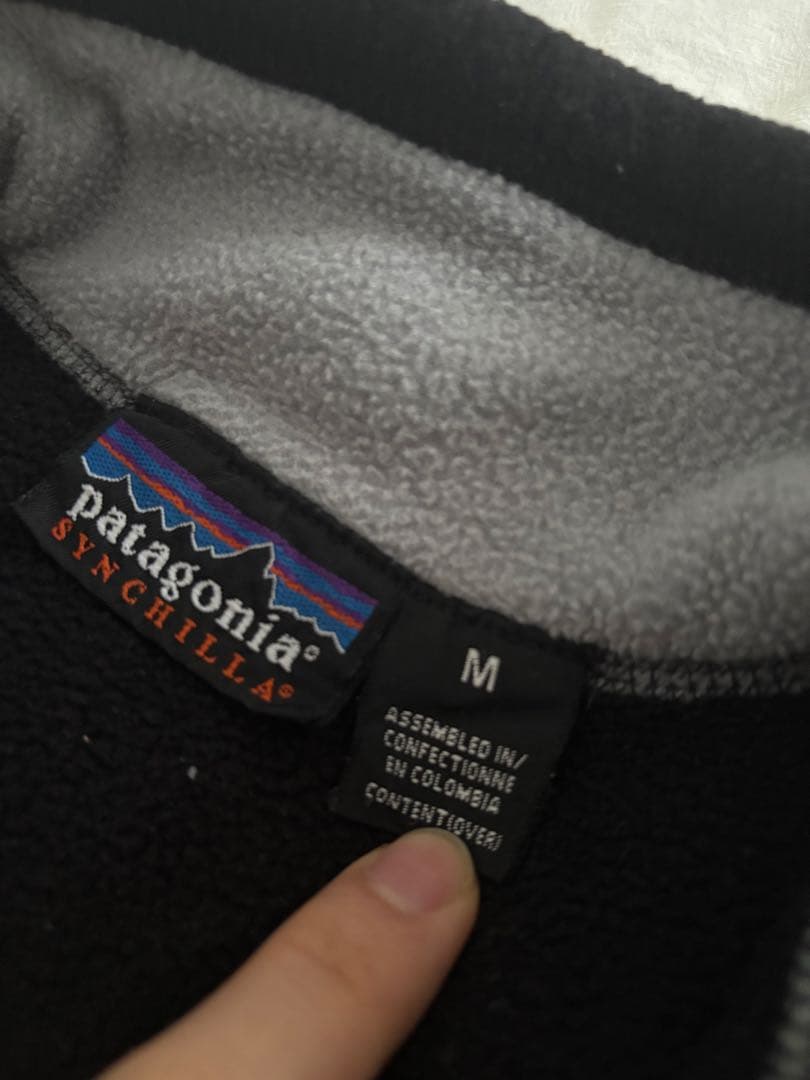 patagonia®
SYNCHILLA®
M
ASSEMBLED IN/
CONFECTIONNE
EN COLOMBIA
CONTENT(OVER)